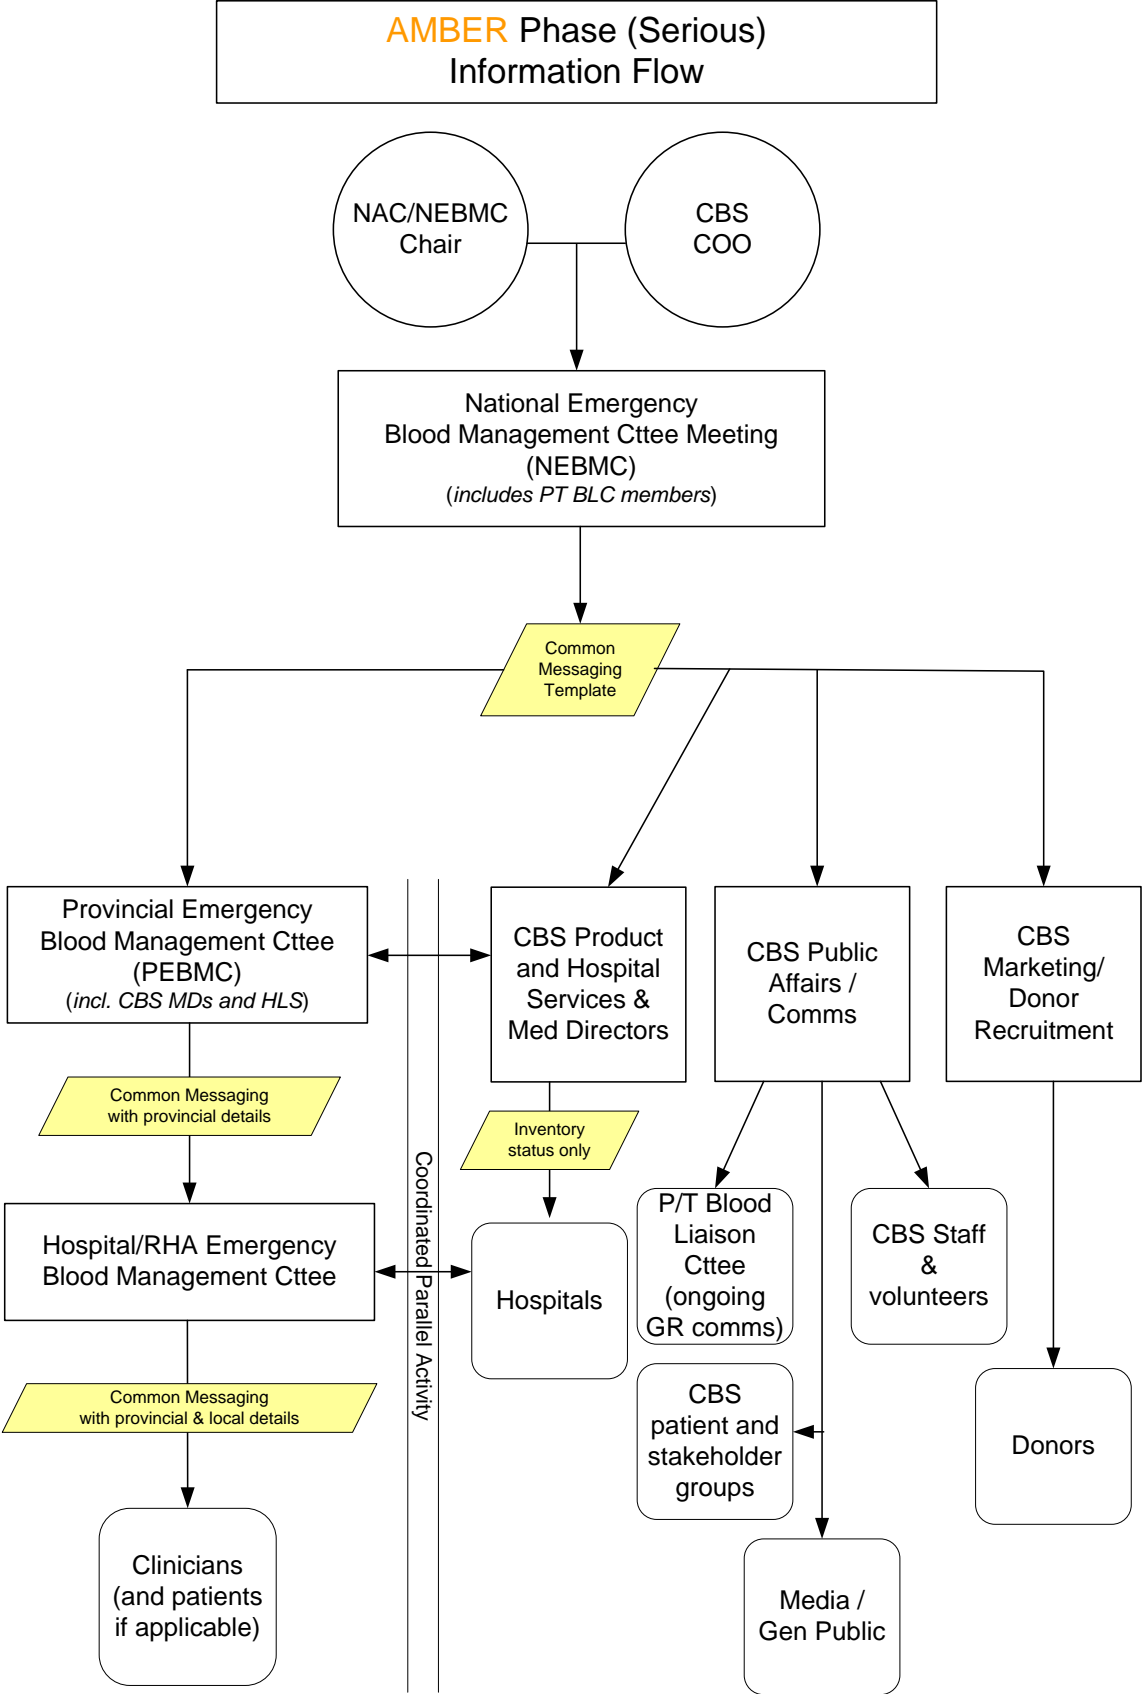 AMBER Phase (Serious)
Information Flow
NAC/NEBMC
Chair
CBS
COO
National Emergency
Blood Management Cttee Meeting
(NEBMC)
(includes PT BLC members)
Common
Messaging
Template
Provincial Emergency
Blood Management Cttee
(PEBMC)
(incl. CBS MDs and HLS)
CBS Product
and Hospital
Services &
Med Directors
CBS Public
Affairs /
Comms
CBS
Marketing/
Donor
Recruitment
Common Messaging
with provincial details
Inventory
status only
Coordinated Parallel Activity
Hospital/RHA Emergency
Blood Management Cttee
Hospitals
P/T Blood
Liaison
Cttee
(ongoing
GR comms)
CBS Staff
&
volunteers
Common Messaging
with provincial & local details
CBS
patient and
stakeholder
groups
Donors
Clinicians
(and patients
if applicable)
Media /
Gen Public